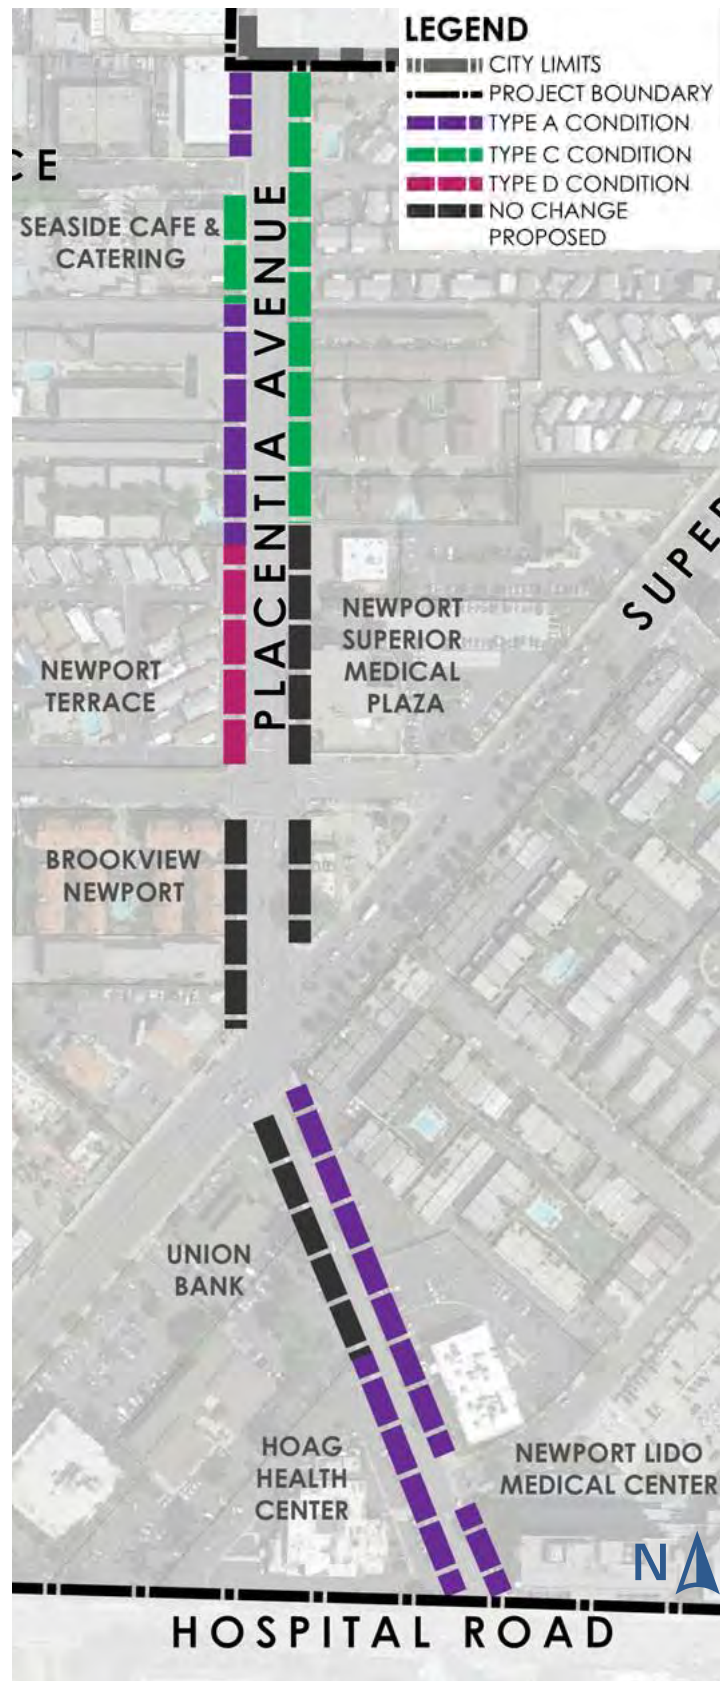 LEGEND
CITY LIMITS
PROJECT BOUNDARY
TYPE A CONDITION
TYPE C CONDITION
TYPE D CONDITION
NO CHANGE
PROPOSED
CE
SEASIDE CAFE &
CATERING
PLACENTIA AVENUE
SUPE
NEWPORT
SUPERIOR
MEDICAL
PLAZA
NEWPORT
TERRACE
BROOKVIEW
NEWPORT
UNION
BANK
HOAG
HEALTH
CENTER
NEWPORT LIDO
MEDICAL CENTER
N
HOSPITAL ROAD